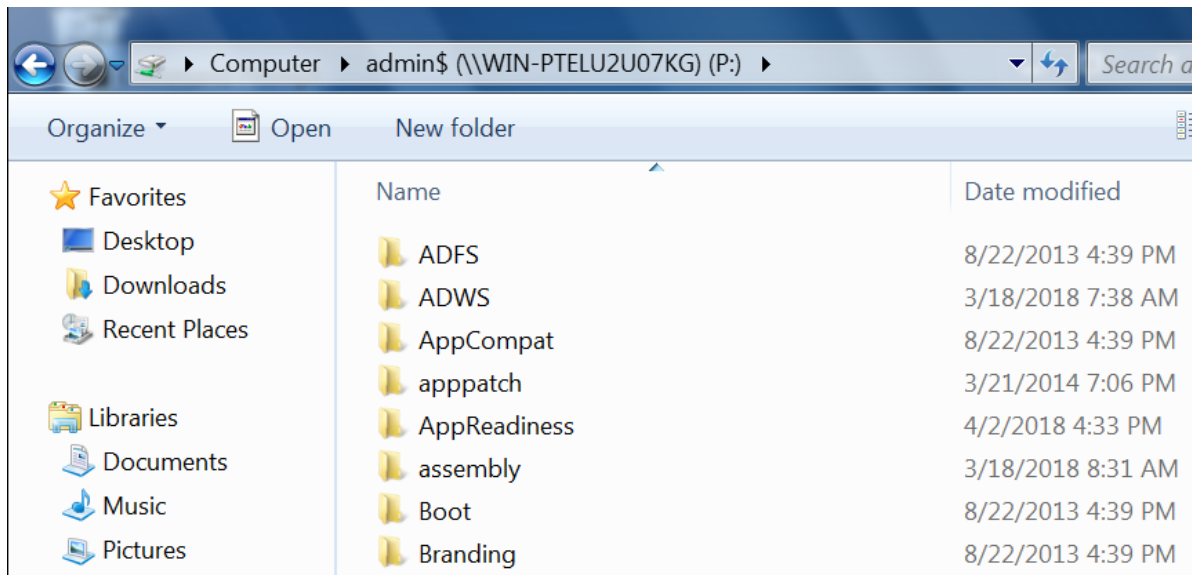 Computer admin$ (\\WIN-PTELU2U07KG) (P:) Search a
Organize Open New folder
Favorites
Desktop
Downloads
Recent Places
Libraries
Documents
Music
Pictures
Name Date modified
ADFS 8/22/2013 4:39 PM
ADWS 3/18/2018 7:38 AM
AppCompat 8/22/2013 4:39 PM
apppatch 3/21/2014 7:06 PM
AppReadiness 4/2/2018 4:33 PM
assembly 3/18/2018 8:31 AM
Boot 8/22/2013 4:39 PM
Branding 8/22/2013 4:39 PM